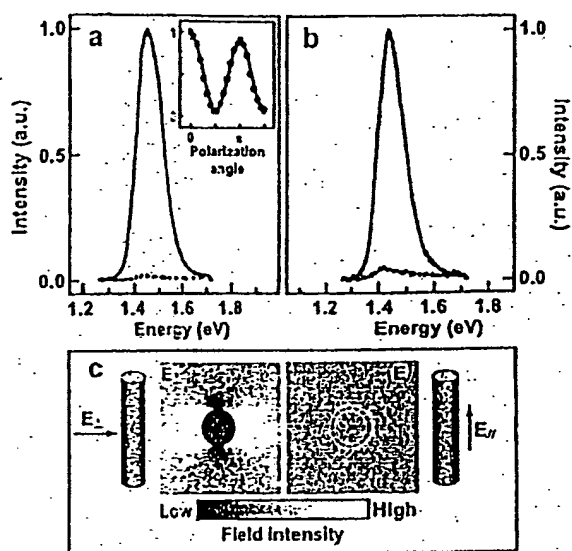 a
b
1.0
0.5
0.0
Intensity (a.u.)
1.2 1.4 1.6 1.8
Energy (eV)
0
π
Polarization
angle
1.0
0.5
0.0
Intensity (a.u.)
1.2 1.4 1.6 1.8
Energy (eV)
c
E⊥
E
E
E//
Low
High
Field intensity